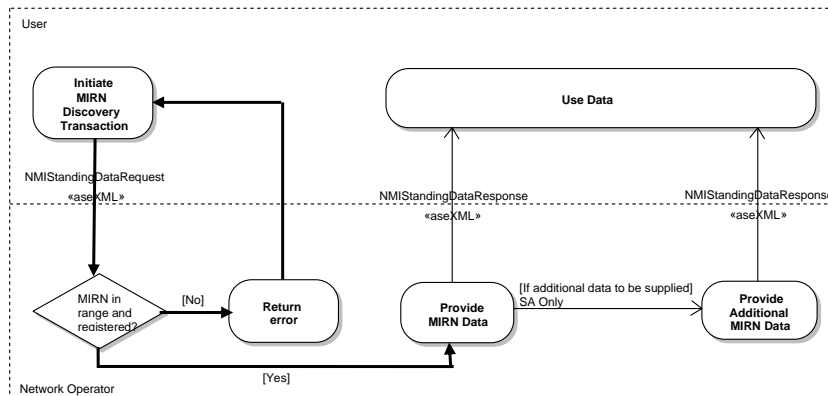 User
Initiate
MIRN
Discovery
Transaction
Use Data
NMIStandingDataRequest
«aseXML»
NMIStandingDataResponse
«aseXML»
NMIStandingDataResponse
«aseXML»
MIRN in
range and
registered?
[No]
Return
error
Provide
MIRN Data
[If additional data to be supplied]
SA Only
Provide
Additional
MIRN Data
[Yes]
Network Operator